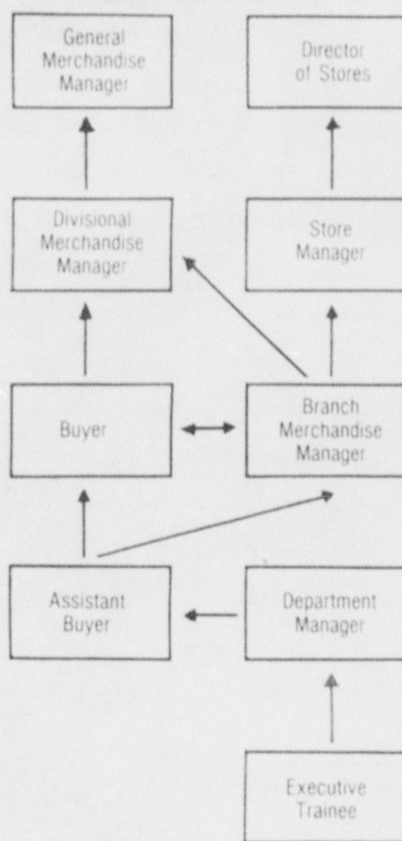 General
Merchandise
Manager
Director
of Stores
Divisional
Merchandise
Manager
Store
Manager
Buyer
Branch
Merchandise
Manager
Assistant
Buyer
Department
Manager
Executive
Trainee